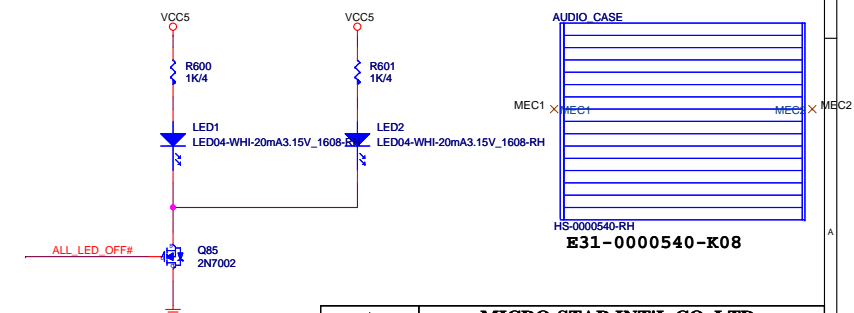 VCC5
VCC5
AUDIO_CASE
R600
1K/4
R601
1K/4
MEC1
MEC1
MEC2
LED1
LED04-WHI-20mA3.15V_1608-RH
LED2
LED04-WHI-20mA3.15V_1608-RH
HS-0000540-RH
E31-0000540-K08
A
ALL_LED_OFF#
Q85
2N7002